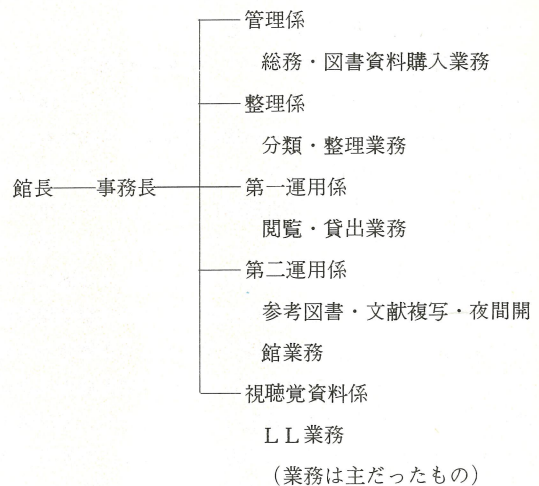 管理係
総務・図書資料購入業務
整理係
分類・整理業務
館長――事務長――第一運用係
閲覧・貸出業務
第二運用係
参考図書・文献複写・夜間開
館業務
視聴覚資料係
ＬＬ業務
（業務は主だったもの）